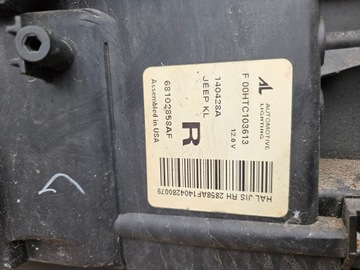 AL AUTOMOTIVE
LIGHTING
F 00HTC103613
12.0 V
140428A
JEEP KL
R
68102858AF
Assembled in USA
HAL JIS RH 2858AF1404280079